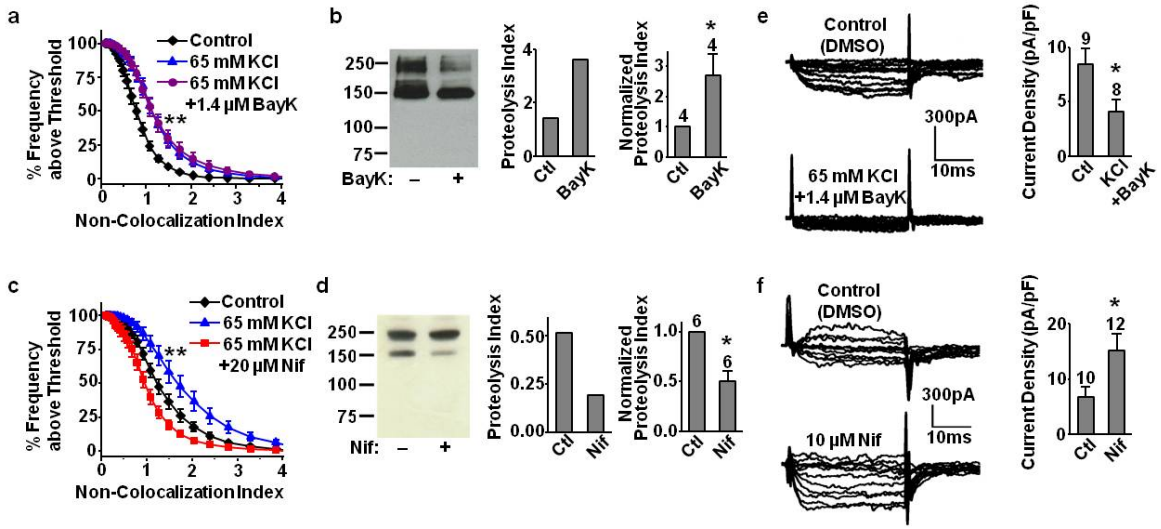 a
% Frequency
above Threshold
100
75
50
25
0
Control
65 mM KCl
65 mM KCl
+1.4 µM BayK
**
0 1 2 3 4
Non-Colocalization Index
b
250
150
100
75
BayK: – +
Proteolysis Index
4
2
0
Ctl
BayK
Normalized
Proteolysis Index
3
2
1
0
4
*
4
Ctl
BayK
e
Control
(DMSO)
300pA
10ms
65 mM KCl
+1.4 µM BayK
Current Density (pA/pF)
10
5
0
9
*
8
Ctl
KCl
+BayK
c
% Frequency
above Threshold
100
75
50
25
0
Control
65 mM KCl
65 mM KCl
+20 µM Nif
**
0 1 2 3 4
Non-Colocalization Index
d
250
150
100
75
Nif: – +
Proteolysis Index
0.50
0.25
0.00
Ctl
Nif
Normalized
Proteolysis Index
1.0
0.5
0.0
6
*
6
Ctl
Nif
f
Control
(DMSO)
300pA
10ms
10 µM Nif
Current Density (pA/pF)
20
10
0
10
*
12
Ctl
Nif